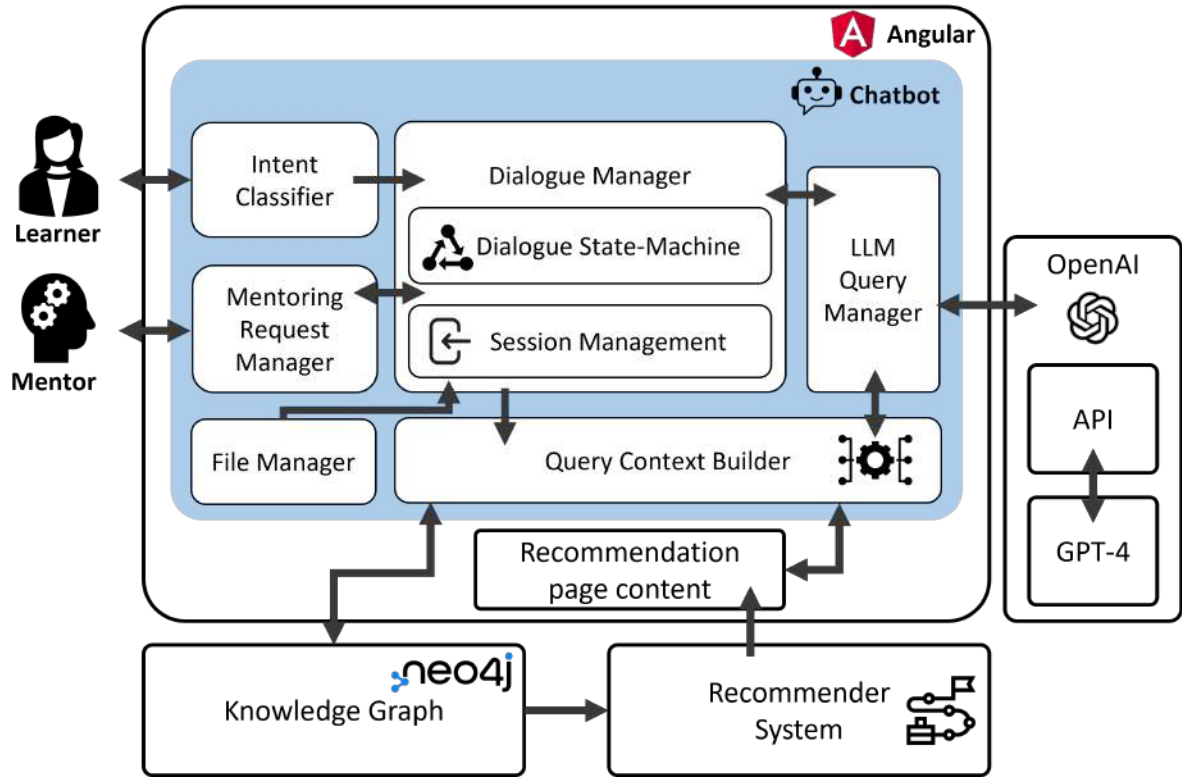 Angular
Chatbot
Learner
Intent
Classifier
Dialogue Manager
Dialogue State-Machine
Session Management
LLM
Query
Manager
OpenAI
API
GPT-4
Mentor
Mentoring
Request
Manager
File Manager
Query Context Builder
Recommendation
page content
neo4j
Knowledge Graph
Recommender
System